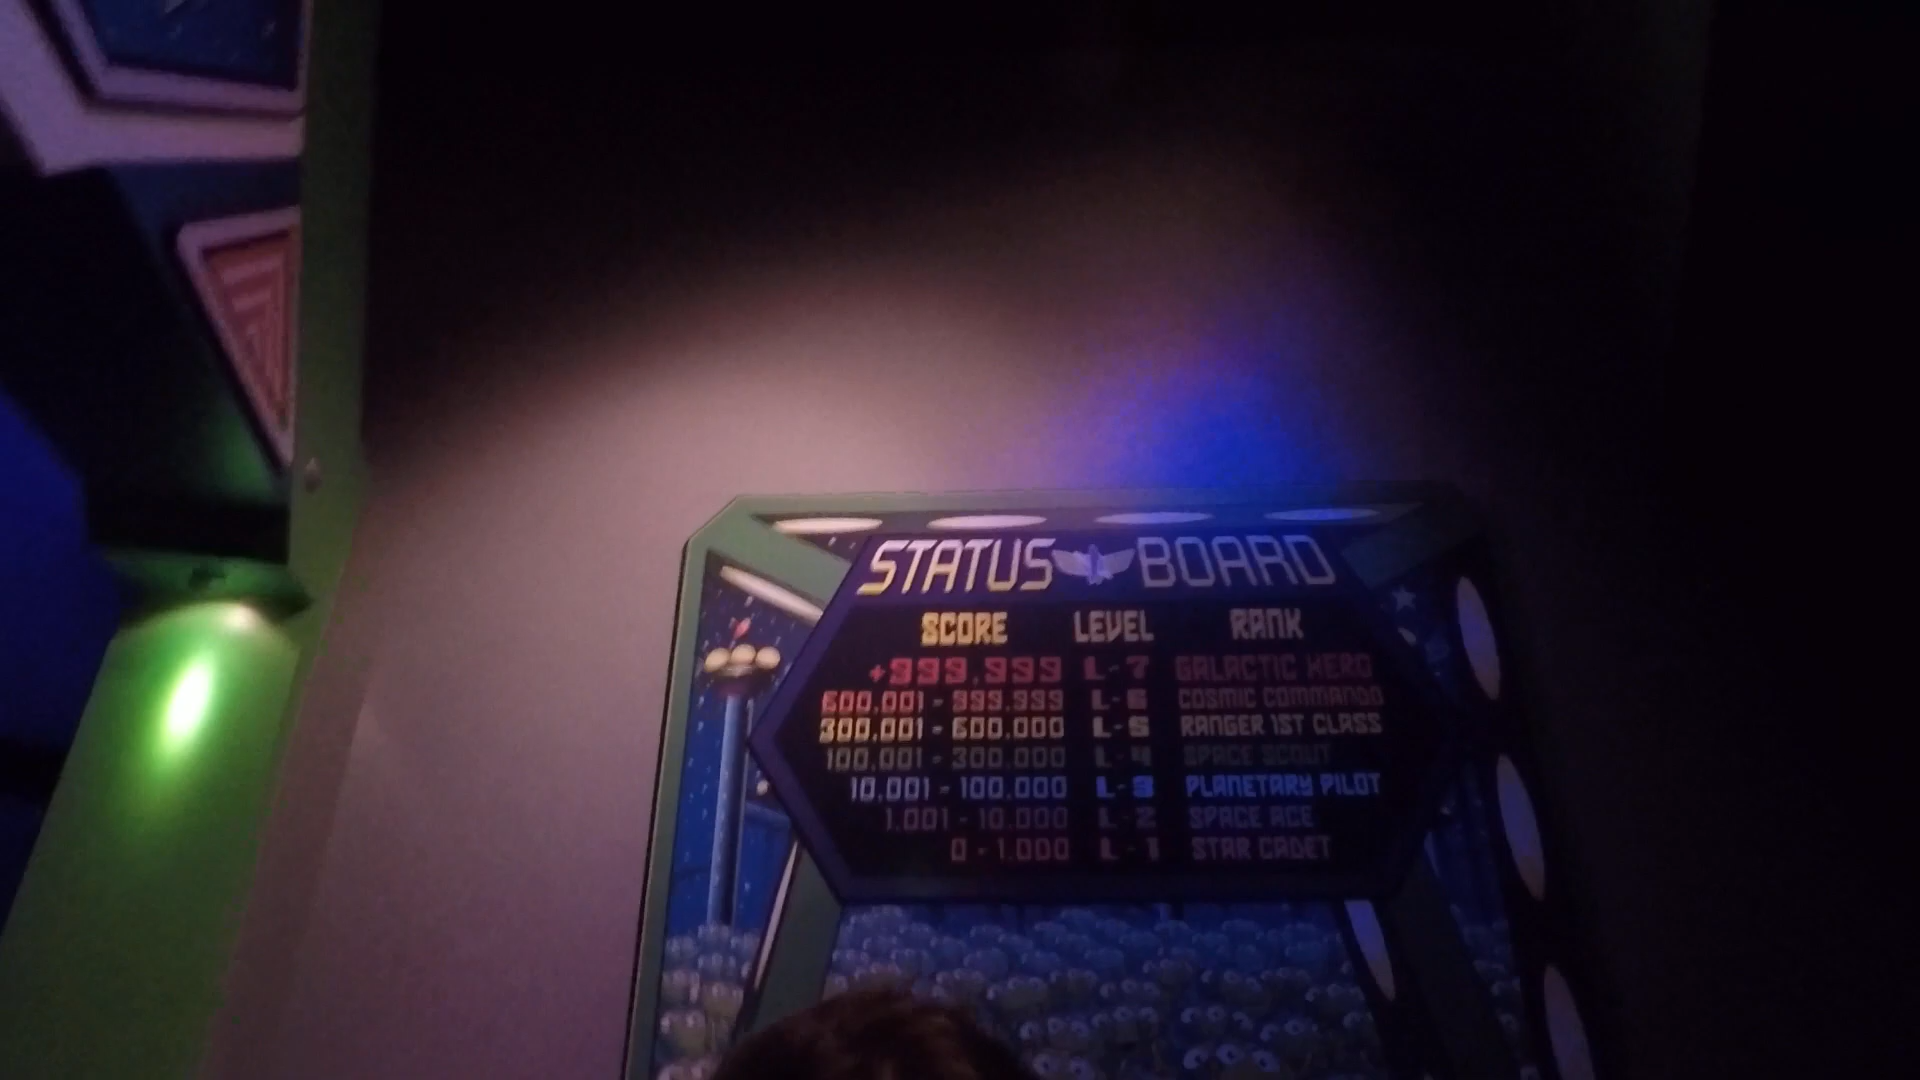 STATUS BOARD
SCORE LEVEL RANK
+999,999 L-7 GALACTIC HERO
600,001 - 999,999 L-6 COSMIC COMMANDO
300,001 - 600,000 L-5 RANGER 1ST CLASS
100,001 - 300,000 L-4 SPACE SCOUT
10,001 - 100,000 L-3 PLANETARY PILOT
1,001 - 10,000 L-2 SPACE ACE
0 - 1,000 L-1 STAR CADET